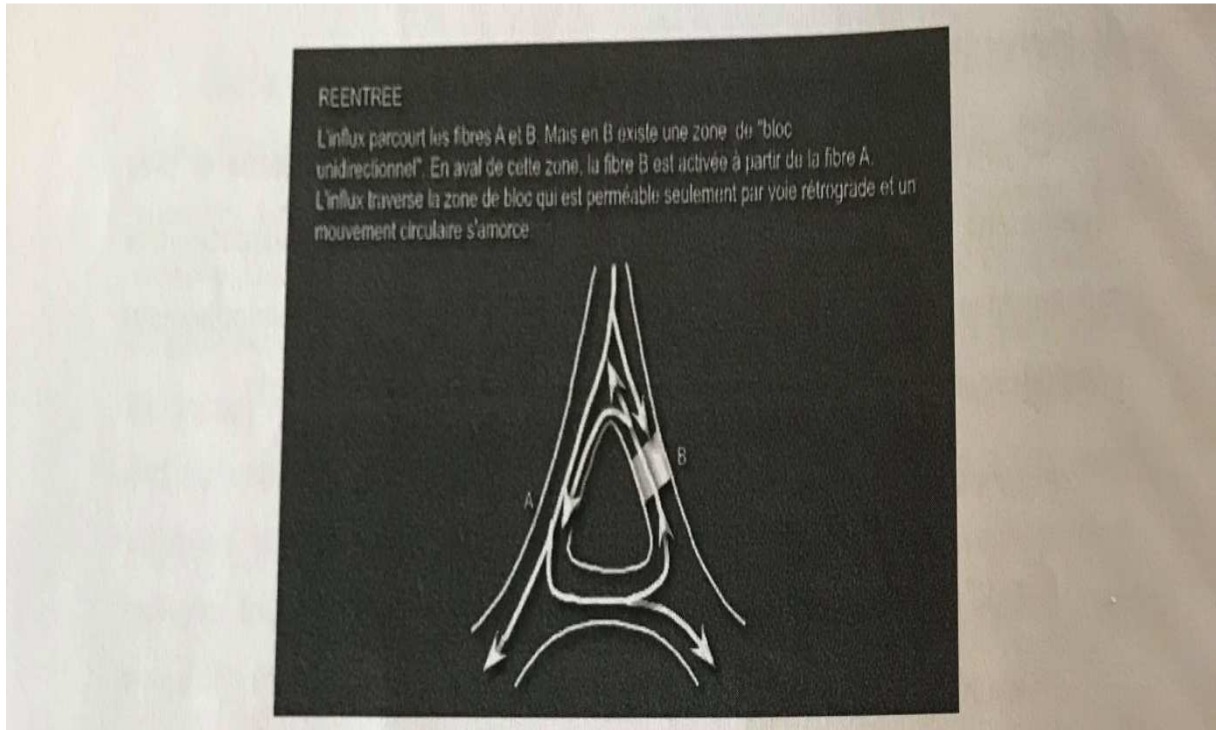 REENTREE
L'influx parcourt les fibres A et B. Mais en B existe une zone de "bloc
unidirectionnel". En aval de cette zone, la fibre B est activée à partir du la fibre A.
L'influx traverse la zone de bloc qui est perméable seulement par voie rétrograde et un
mouvement circulaire s'amorce
B
A